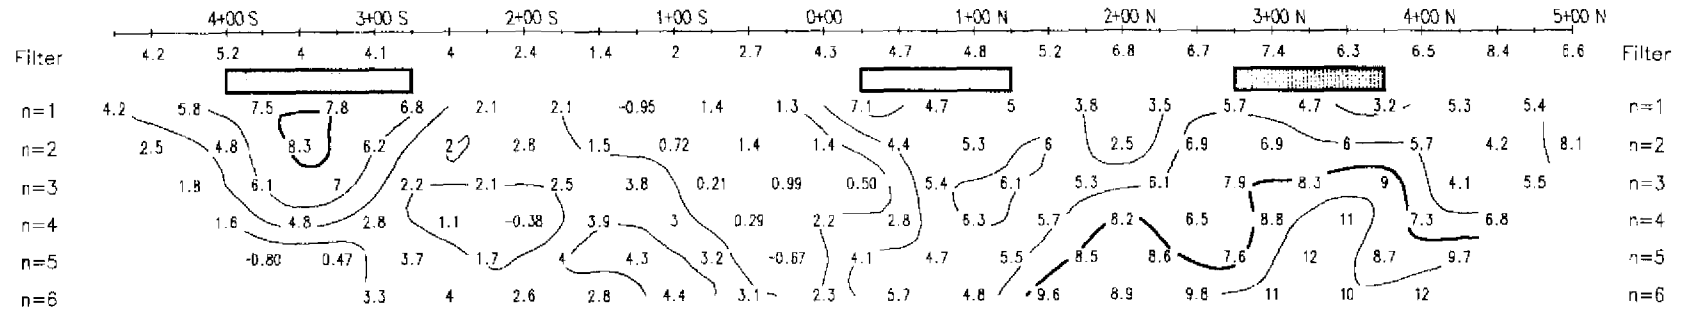 4+00 S 3+00 S 2+00 S 1+00 S 0+00 1+00 N 2+00 N 3+00 N 4+00 N 5+00 N
Filter 4.2 5.2 4 4.1 4 2.4 1.4 2 2.7 4.3 4.7 4.8 5.2 6.8 6.7 7.4 6.3 6.5 8.4 6.6 Filter
n=1 4.2 5.8 7.5 7.8 6.8 2.1 2.1 -0.95 1.4 1.3 7.1 4.7 5 3.8 3.5 5.7 4.7 3.2 5.3 5.4 n=1
n=2 2.5 4.8 8.3 6.2 2 2.8 1.5 0.72 1.4 1.4 4.4 5.3 6 2.5 6.9 6.9 6 5.7 4.2 8.1 n=2
n=3 1.8 6.1 7 2.2 2.1 2.5 3.8 0.21 0.99 0.50 5.4 6.1 5.3 6.1 7.9 8.3 9 4.1 5.5 n=3
n=4 1.6 4.8 2.8 1.1 -0.38 3.9 3 0.29 2.2 2.8 6.3 5.7 8.2 6.5 8.8 11 7.3 6.8 n=4
n=5 -0.80 0.47 3.7 1.7 4 4.3 3.2 -0.67 4.1 4.7 5.5 8.5 8.6 7.6 12 8.7 9.7 n=5
n=6 3.3 4 2.6 2.8 4.4 3.1 2.3 5.7 4.8 9.6 8.9 9.8 11 10 12 n=6